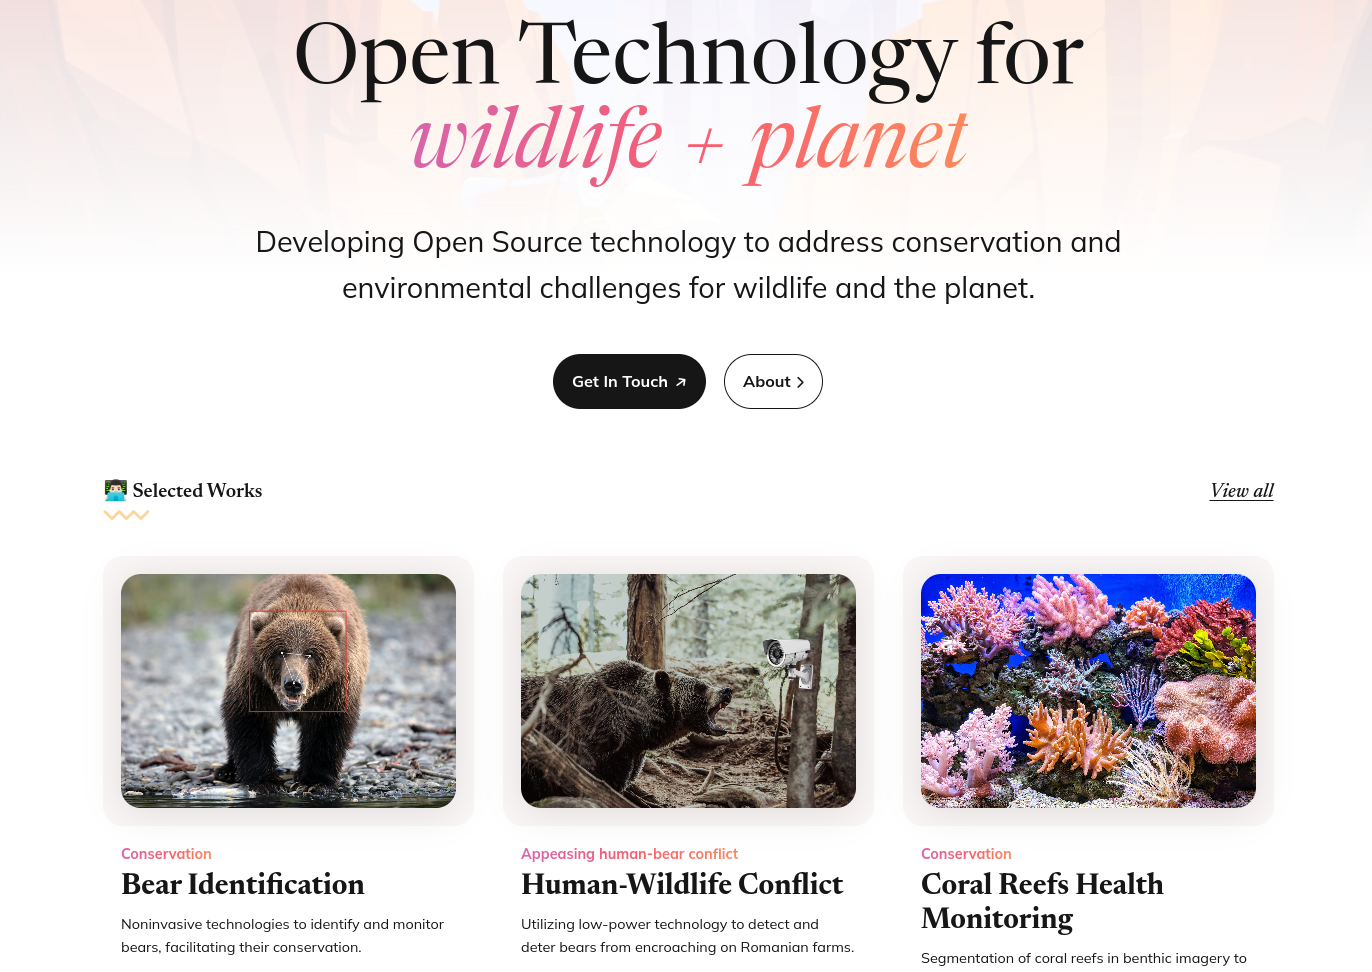 Open Technology for
wildlife + planet
Developing Open Source technology to address conservation and
environmental challenges for wildlife and the planet.
Get In Touch
About
Selected Works
View all
Conservation
Bear Identification
Noninvasive technologies to identify and monitor
bears, facilitating their conservation.
Appeasing human-bear conflict
Human-Wildlife Conflict
Utilizing low-power technology to detect and
deter bears from encroaching on Romanian farms.
Conservation
Coral Reefs Health
Monitoring
Segmentation of coral reefs in benthic imagery to